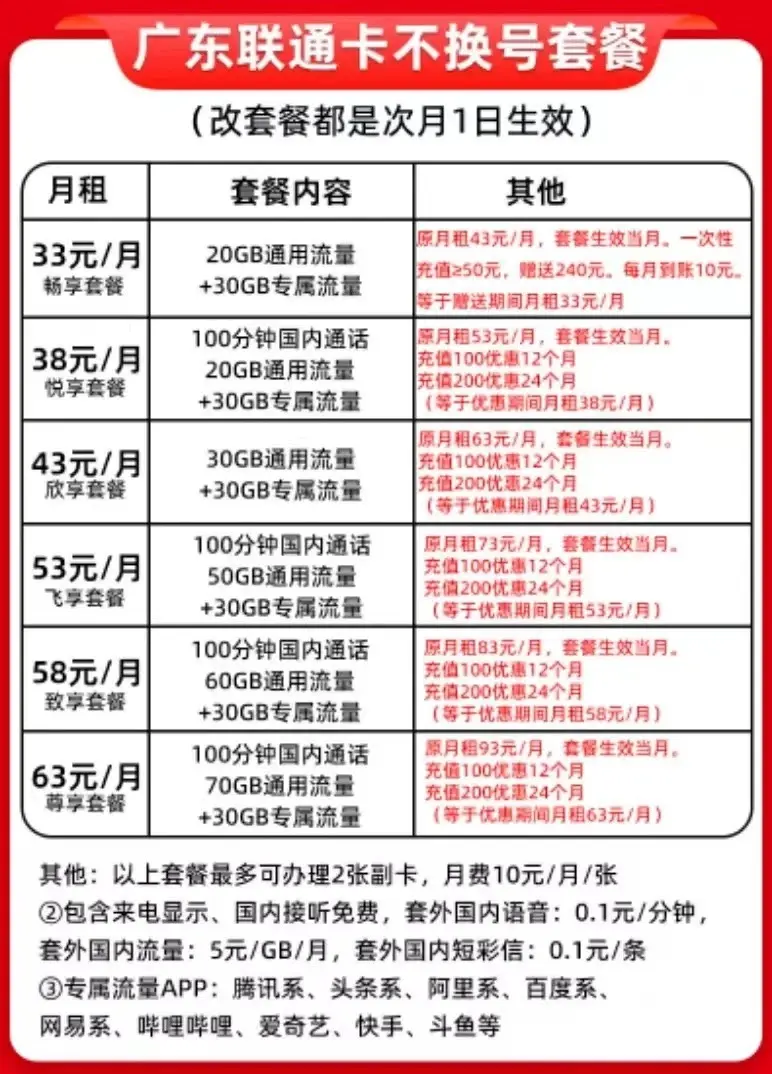 广东联通卡不换号套餐
（改套餐都是次月1日生效）
月租 套餐内容 其他
33元/月
畅享套餐
20GB通用流量
+30GB专属流量
原月租43元/月，套餐生效当月。一次性
充值≥50元，赠送240元。每月到账10元。
等于赠送期间月租33元/月
38元/月
悦享套餐
100分钟国内通话
20GB通用流量
+30GB专属流量
原月租53元/月，套餐生效当月。
充值100优惠12个月
充值200优惠24个月
（等于优惠期间月租38元/月）
43元/月
欣享套餐
30GB通用流量
+30GB专属流量
原月租63元/月，套餐生效当月。
充值100优惠12个月
充值200优惠24个月
（等于优惠期间月租43元/月）
53元/月
飞享套餐
100分钟国内通话
50GB通用流量
+30GB专属流量
原月租73元/月，套餐生效当月。
充值100优惠12个月
充值200优惠24个月
（等于优惠期间月租53元/月）
58元/月
致享套餐
100分钟国内通话
60GB通用流量
+30GB专属流量
原月租83元/月，套餐生效当月。
充值100优惠12个月
充值200优惠24个月
（等于优惠期间月租58元/月）
63元/月
尊享套餐
100分钟国内通话
70GB通用流量
+30GB专属流量
原月租93元/月，套餐生效当月。
充值100优惠12个月
充值200优惠24个月
（等于优惠期间月租63元/月）
其他：以上套餐最多可办理2张副卡，月费10元/月/张
②包含来电显示、国内接听免费，套外国内语音：0.1元/分钟，
套外国内流量：5元/GB/月，套外国内短彩信：0.1元/条
③专属流量APP：腾讯系、头条系、阿里系、百度系、
网易系、哔哩哔哩、爱奇艺、快手、斗鱼等